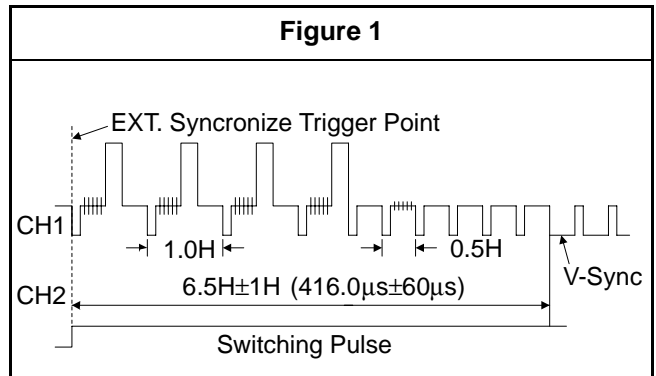 Figure 1
EXT. Syncronize Trigger Point
CH1
1.0H
0.5H
V-Sync
CH2
6.5H±1H (416.0µs±60µs)
Switching Pulse